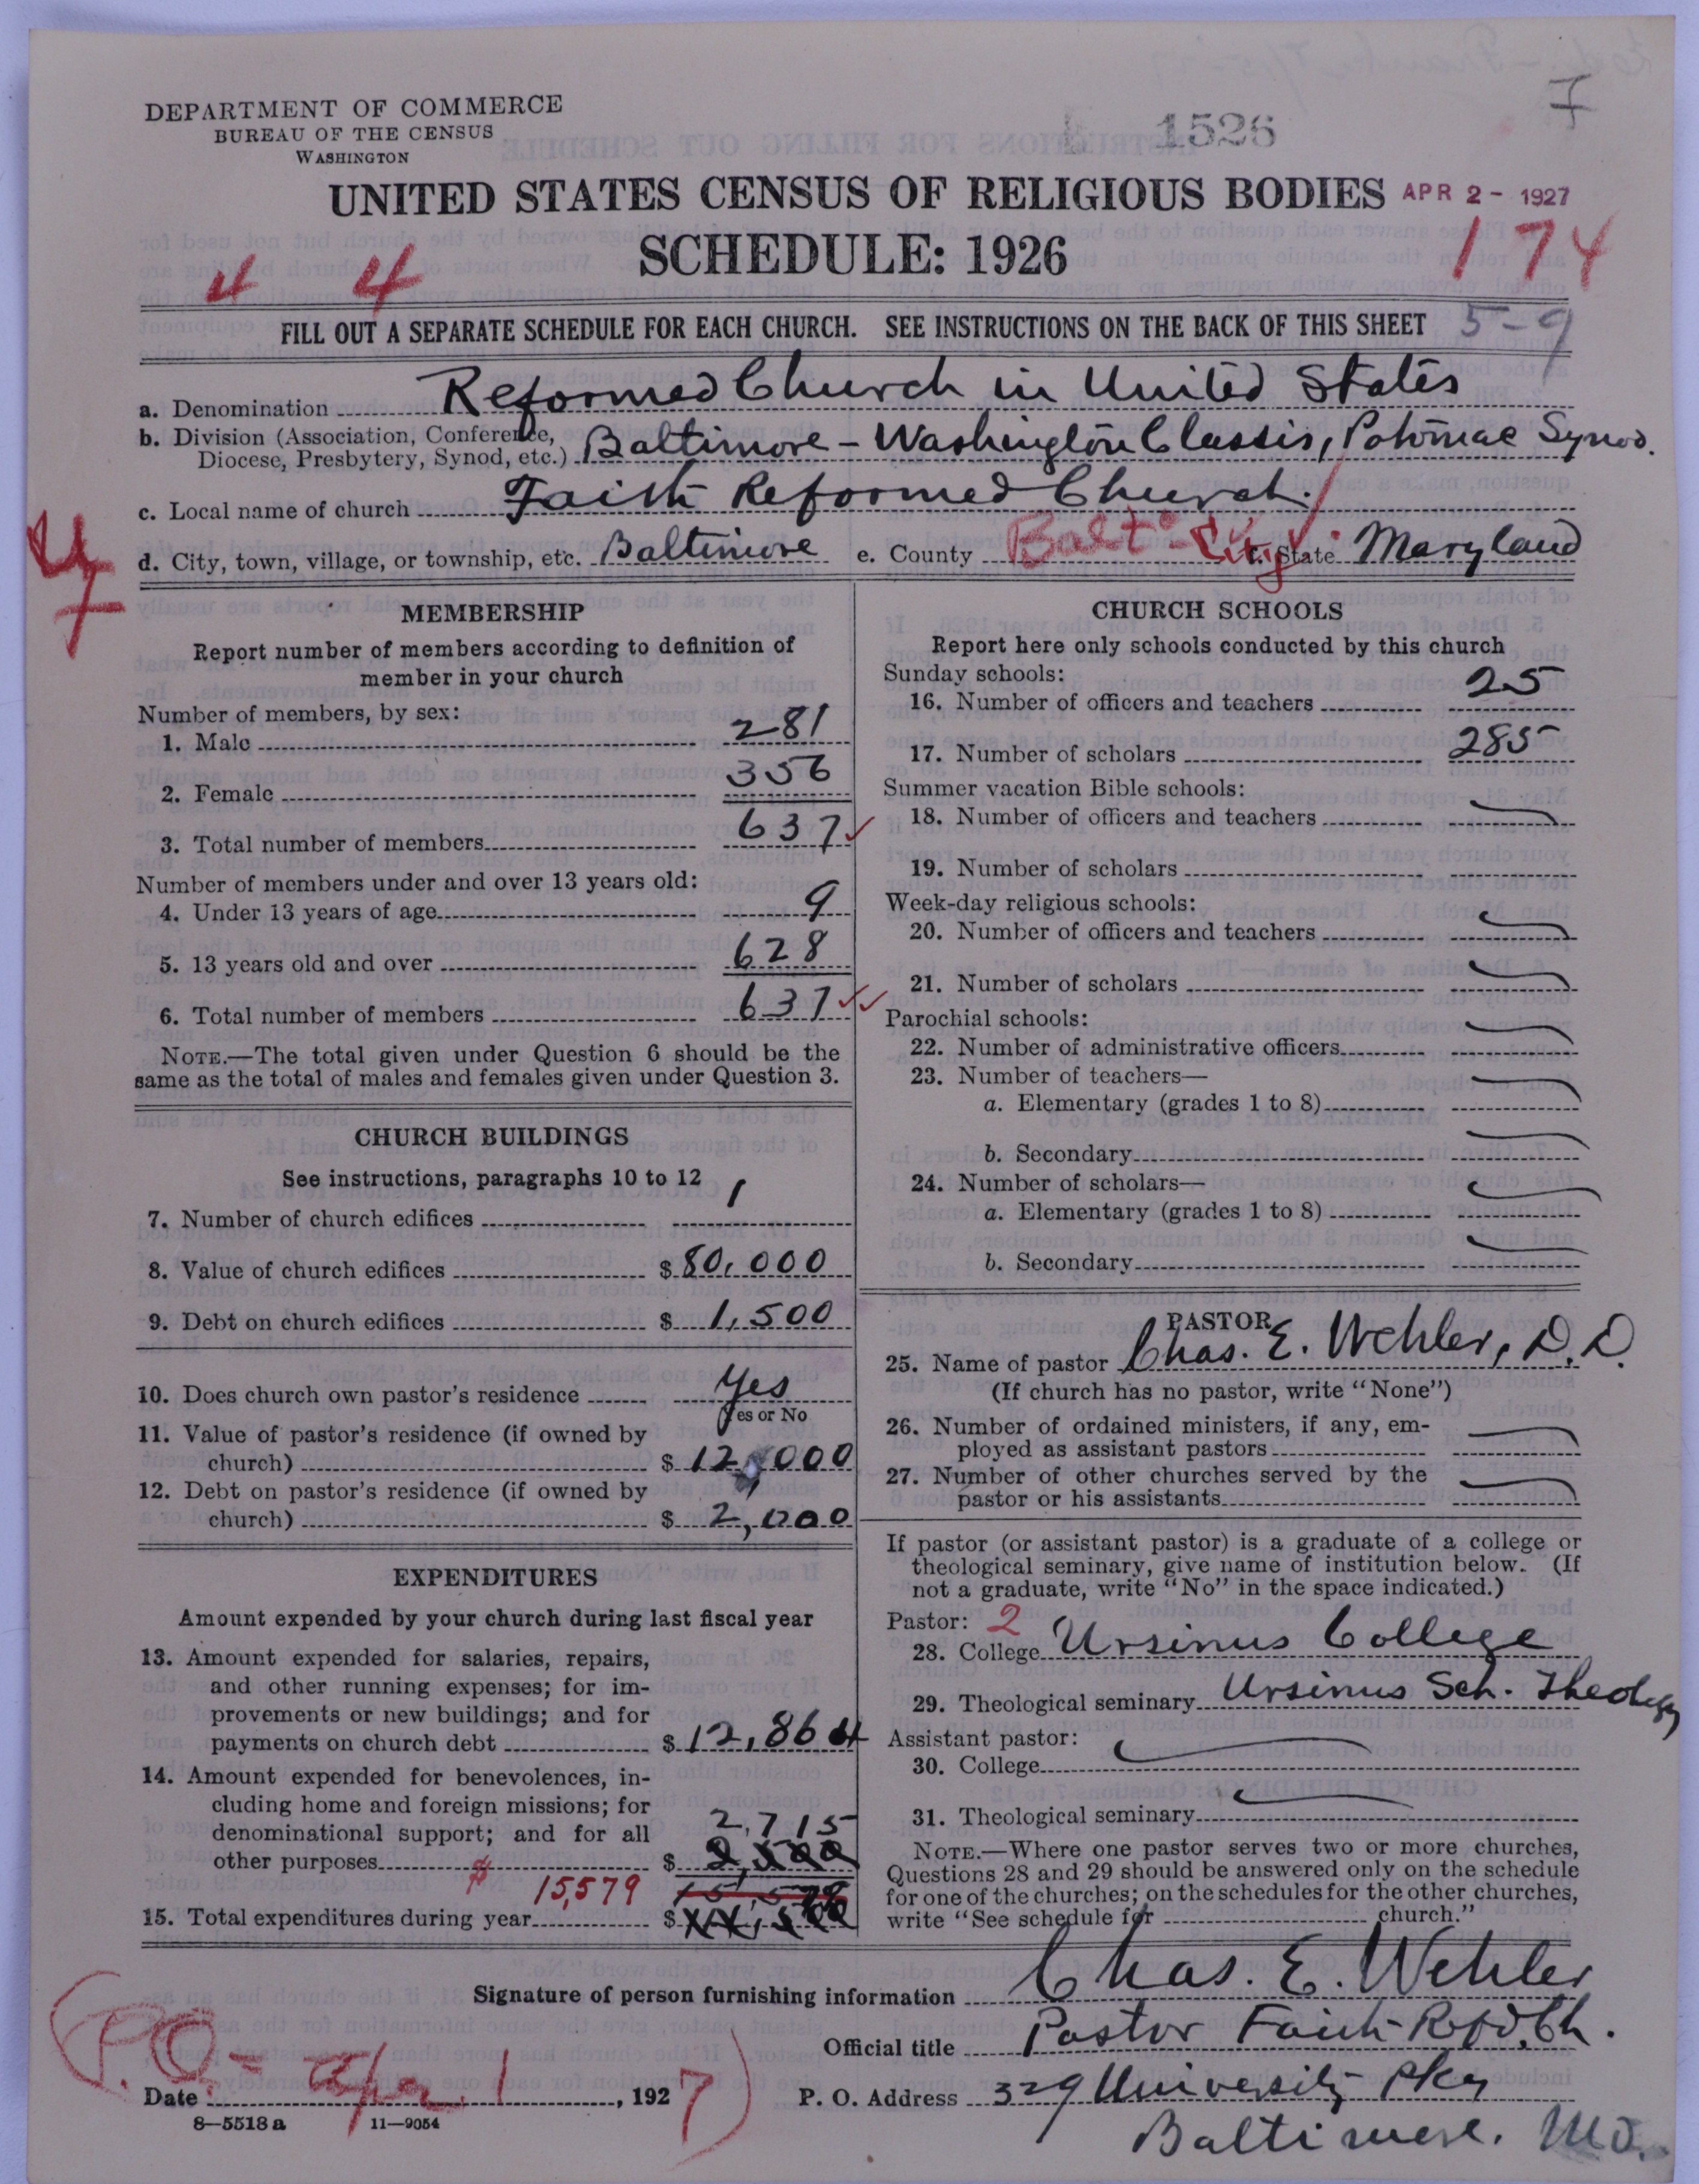 DEPARTMENT OF COMMERCE
BUREAU OF THE CENSUS
WASHINGTON
7
1526
UNITED STATES CENSUS OF RELIGIOUS BODIES APR 2 - 1927
SCHEDULE: 1926
4 4
174
FILL OUT A SEPARATE SCHEDULE FOR EACH CHURCH. SEE INSTRUCTIONS ON THE BACK OF THIS SHEET 5-9
a. Denomination Reformed Church in United States
b. Division (Association, Conference,
Diocese, Presbytery, Synod, etc.) Baltimore-Washington Classis, Potomac Synod.
c. Local name of church Faith Reformed Church.
d. City, town, village, or township, etc. Baltimore e. County Balt- City f. State Maryland
MEMBERSHIP
Report number of members according to definition of
member in your church
Number of members, by sex:
1. Male 281
2. Female 356
3. Total number of members 637 ✓
Number of members under and over 13 years old:
4. Under 13 years of age 9
5. 13 years old and over 628
6. Total number of members 637 ✓✓
NOTE.—The total given under Question 6 should be the
same as the total of males and females given under Question 3.
CHURCH BUILDINGS
See instructions, paragraphs 10 to 12
7. Number of church edifices 1
8. Value of church edifices $ 80,000
9. Debt on church edifices $ 1,500
10. Does church own pastor's residence Yes
Yes or No
11. Value of pastor's residence (if owned by
church) $ 12,000
12. Debt on pastor's residence (if owned by
church) $ 2,000
EXPENDITURES
Amount expended by your church during last fiscal year
13. Amount expended for salaries, repairs,
and other running expenses; for im-
provements or new buildings; and for
payments on church debt $ 12,864
14. Amount expended for benevolences, in-
cluding home and foreign missions; for
denominational support; and for all
2,715
other purposes $
$ 15,579
15. Total expenditures during year $
CHURCH SCHOOLS
Report here only schools conducted by this church
Sunday schools:
16. Number of officers and teachers 25
17. Number of scholars 285
Summer vacation Bible schools:
18. Number of officers and teachers
19. Number of scholars
Week-day religious schools:
20. Number of officers and teachers
21. Number of scholars
Parochial schools:
22. Number of administrative officers
23. Number of teachers—
a. Elementary (grades 1 to 8)
b. Secondary
24. Number of scholars—
a. Elementary (grades 1 to 8)
b. Secondary
PASTOR
25. Name of pastor Chas. E. Wehler, D.D.
(If church has no pastor, write "None")
26. Number of ordained ministers, if any, em-
ployed as assistant pastors
27. Number of other churches served by the
pastor or his assistants
If pastor (or assistant pastor) is a graduate of a college or
theological seminary, give name of institution below. (If
not a graduate, write "No" in the space indicated.)
Pastor: 2
28. College Ursinus College
29. Theological seminary Ursinus Sch. Theology
Assistant pastor:
30. College
31. Theological seminary
NOTE.—Where one pastor serves two or more churches,
Questions 28 and 29 should be answered only on the schedule
for one of the churches; on the schedules for the other churches,
write "See schedule for church."
Signature of person furnishing information Chas. E. Wehler
Official title Pastor Faith Refd. Ch.
(P.O.- Apr 1 7)
Date , 192
P. O. Address 329 University Pky
Baltimore. Md.
8—5518 a 11—9054